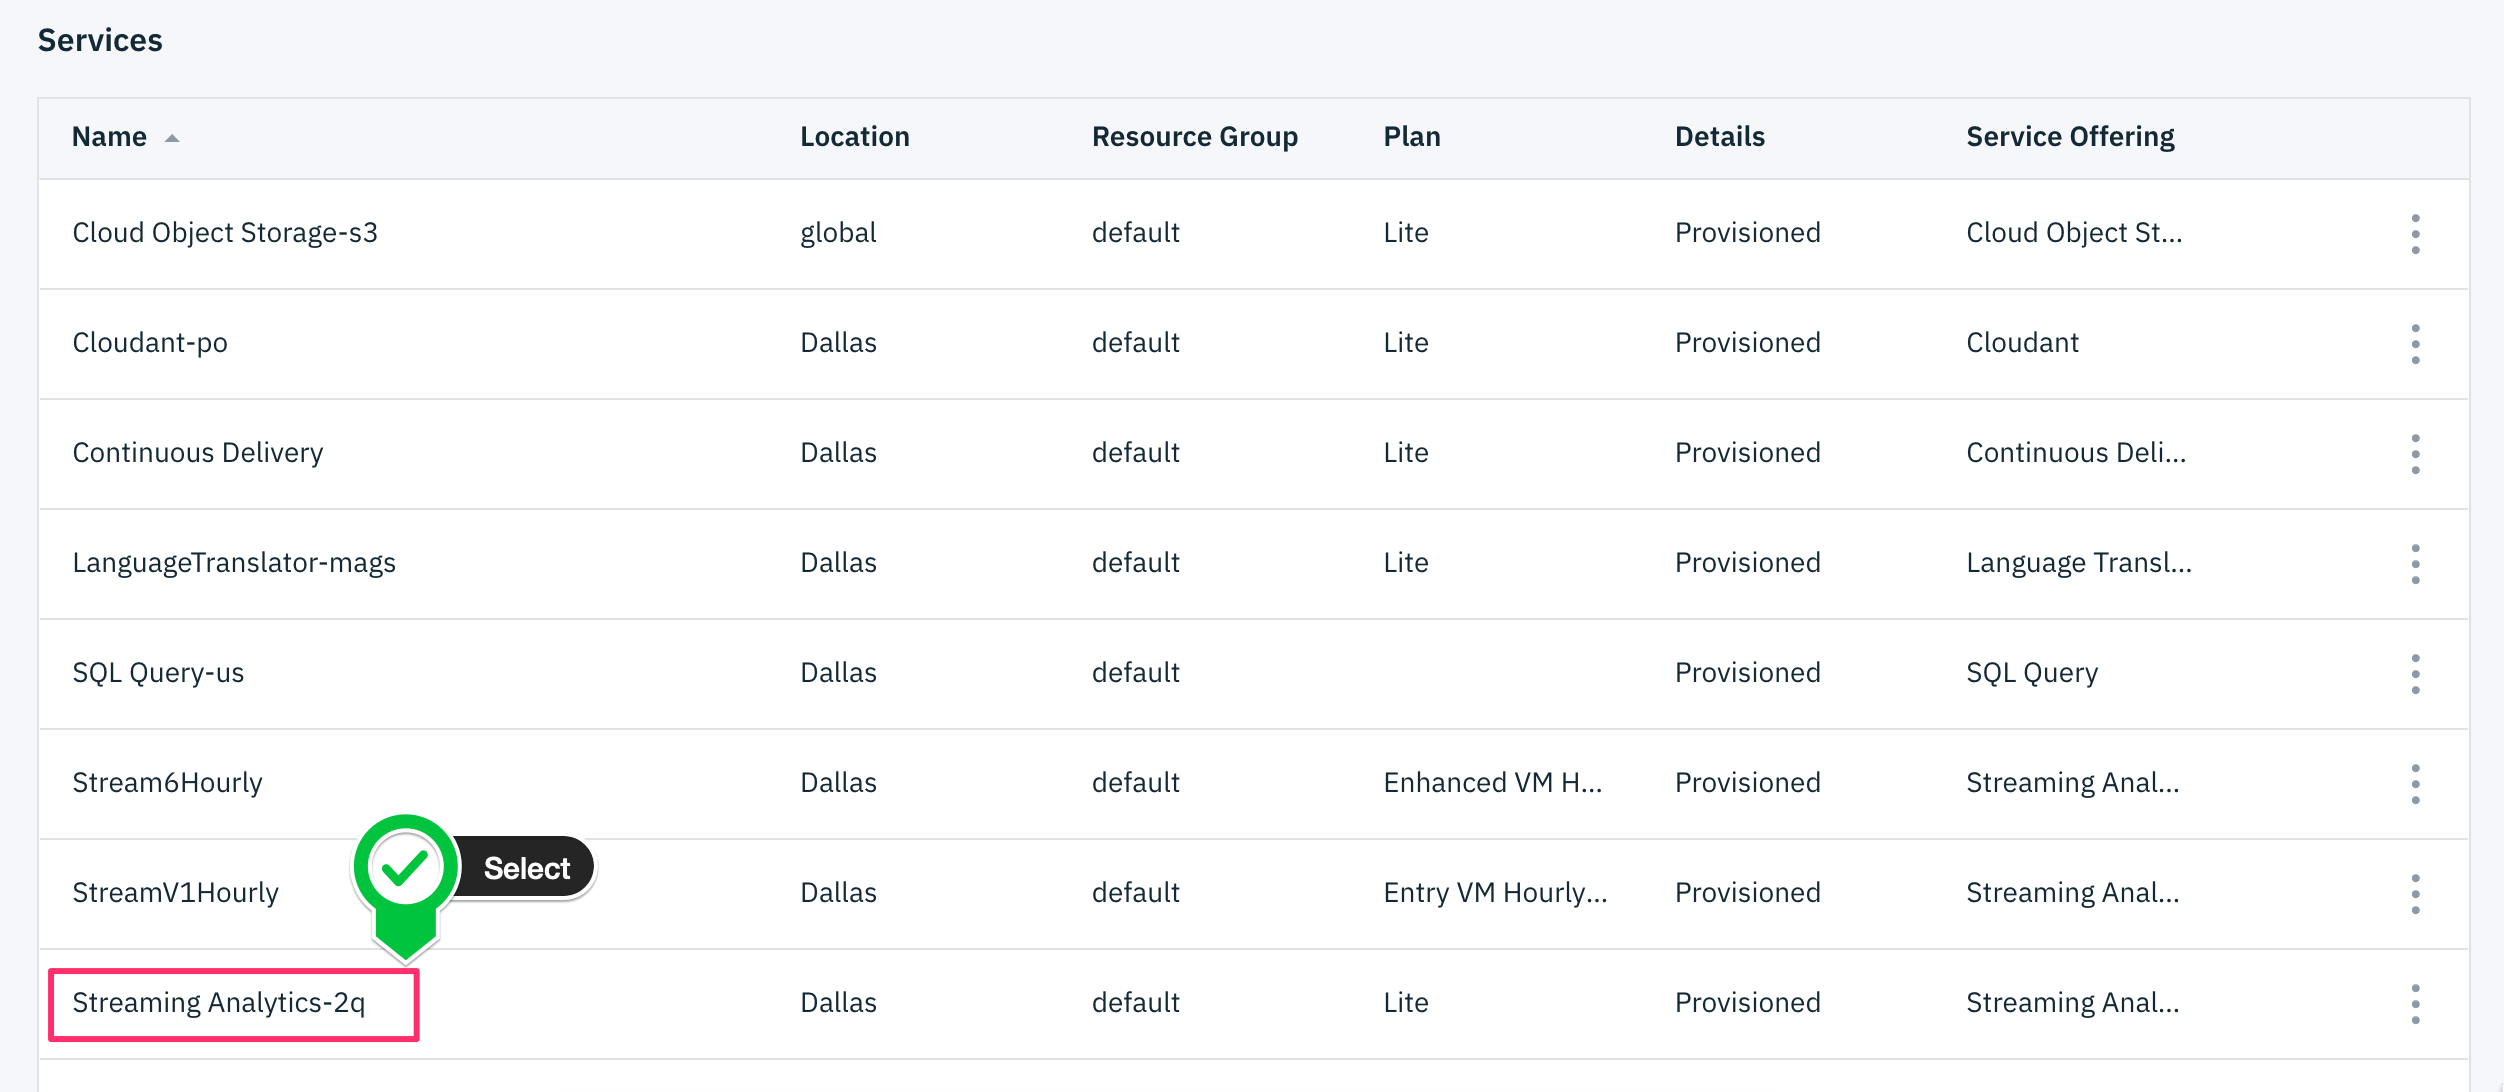 Services
Name Location Resource Group Plan Details Service Offering
Cloud Object Storage-s3 global default Lite Provisioned Cloud Object St...
Cloudant-po Dallas default Lite Provisioned Cloudant
Continuous Delivery Dallas default Lite Provisioned Continuous Deli...
LanguageTranslator-mags Dallas default Lite Provisioned Language Transl...
SQL Query-us Dallas default Provisioned SQL Query
Stream6Hourly Dallas default Enhanced VM H... Provisioned Streaming Anal...
Select
StreamV1Hourly Dallas default Entry VM Hourly... Provisioned Streaming Anal...
Streaming Analytics-2q Dallas default Lite Provisioned Streaming Anal...